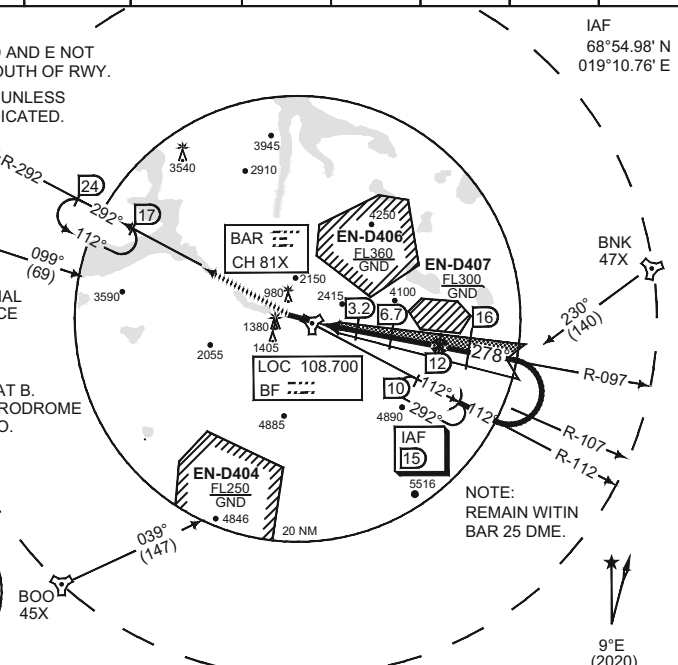 IAF
68°54.98' N
019°10.76' E
AND E NOT
OUTH OF RWY.
UNLESS
ICATED.
R-292
24
292°
112°
17
3540
3945
2910
BAR
CH 81X
4250
EN-D406
FL360
GND
EN-D407
FL300
GND
BNK
47X
099°
(69)
230°
(140)
3590
2150
980
2415
4100
3.2
6.7
16
1380
1405
2055
LOC 108.700
BF
12
278°
R-097
10
112°
292°
112°
R-107
R-112
4885
4890
IAF
15
5516
AT B.
RODROME
O.
EN-D404
FL250
GND
4846
20 NM
NOTE:
REMAIN WITIN
BAR 25 DME.
039°
(147)
BOO
45X
9°E
(2020)